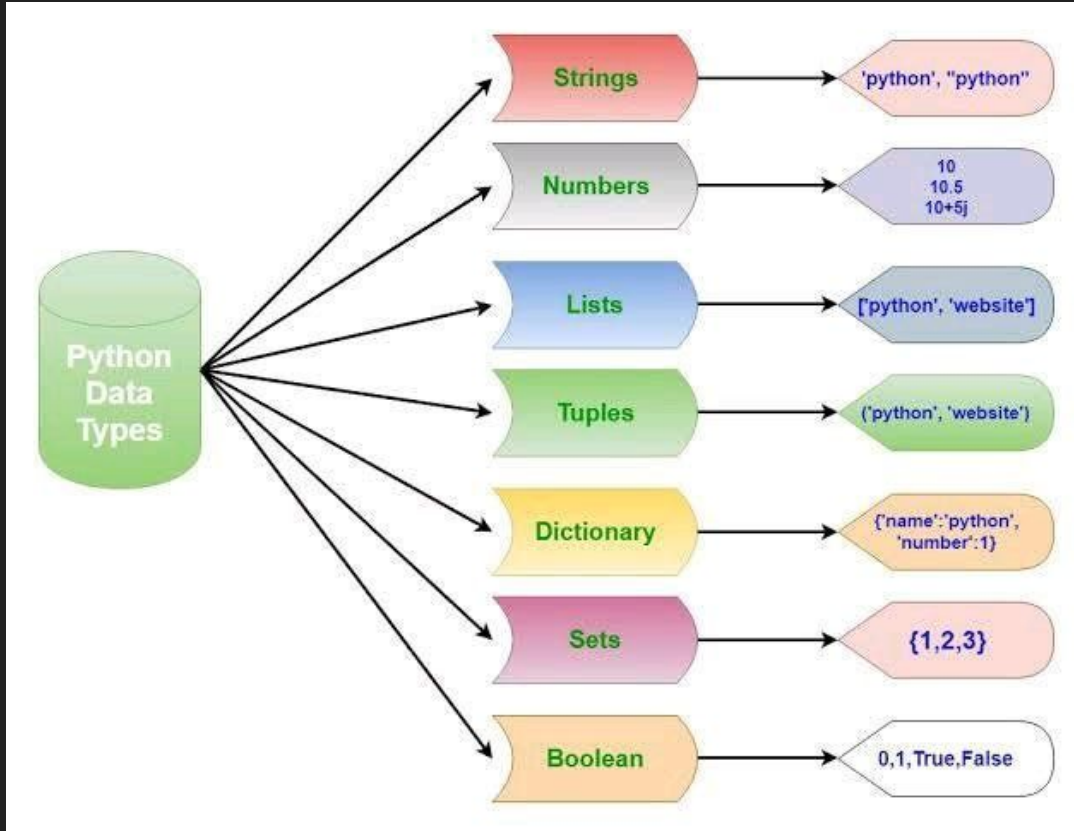 Python
Data
Types
Strings
'python', "python"
Numbers
10
10.5
10+5j
Lists
['python', 'website']
Tuples
('python', 'website')
Dictionary
{'name':'python',
'number':1}
Sets
{1,2,3}
Boolean
0,1,True,False